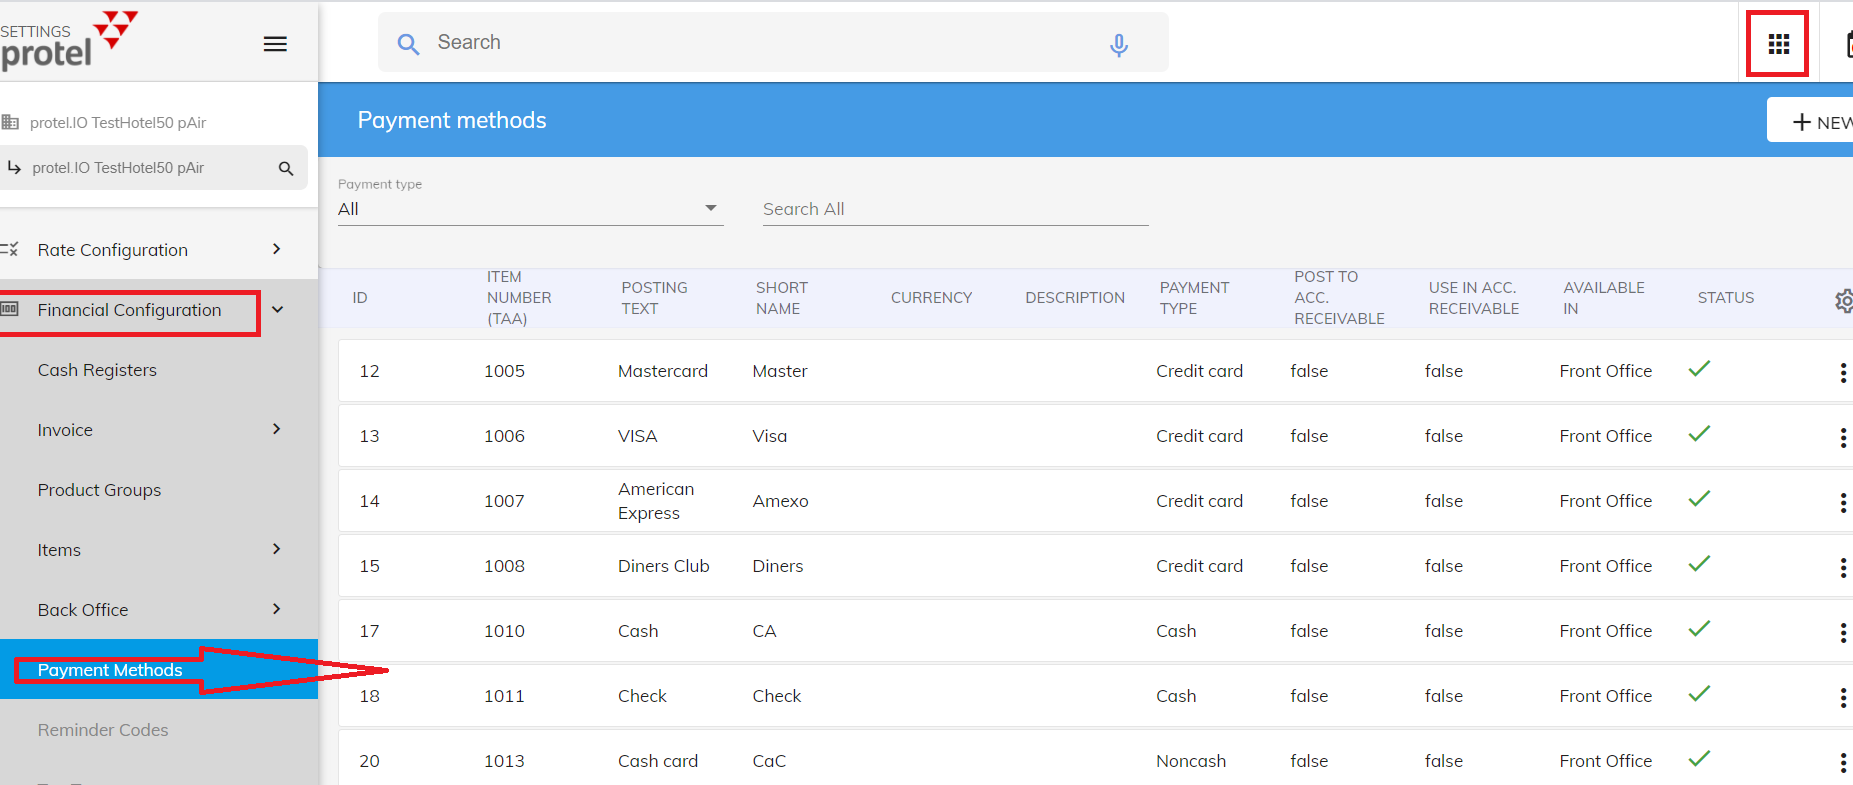 SETTINGS
protel
Search
protel.IO TestHotel50 pAir
protel.IO TestHotel50 pAir
Payment methods
NEW
Payment type
All
Search All
Rate Configuration
Financial Configuration
Cash Registers
Invoice
Product Groups
Items
Back Office
Payment Methods
Reminder Codes
ID ITEM NUMBER (TAA) POSTING TEXT SHORT NAME CURRENCY DESCRIPTION PAYMENT TYPE POST TO ACC. RECEIVABLE USE IN ACC. RECEIVABLE AVAILABLE IN STATUS
12 1005 Mastercard Master Credit card false false Front Office
13 1006 VISA Visa Credit card false false Front Office
14 1007 American Express Amexo Credit card false false Front Office
15 1008 Diners Club Diners Credit card false false Front Office
17 1010 Cash CA Cash false false Front Office
18 1011 Check Check Cash false false Front Office
20 1013 Cash card CaC Noncash false false Front Office